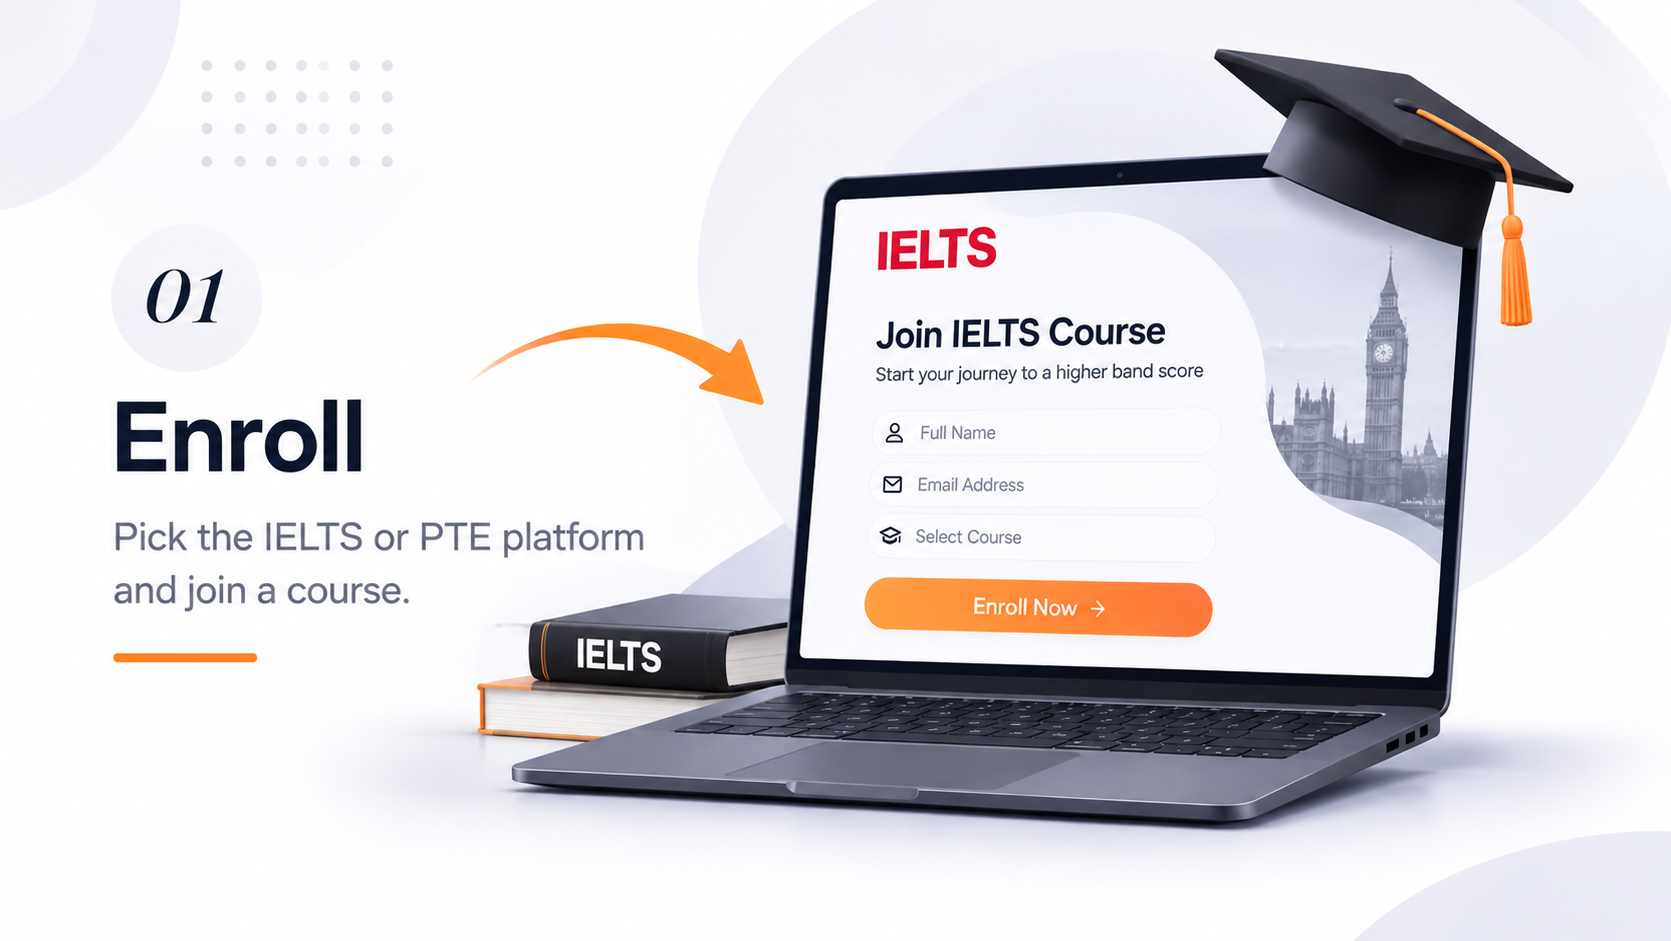 01
Enroll
Pick the IELTS or PTE platform
and join a course.
IELTS
Join IELTS Course
Start your journey to a higher band score
Full Name
Email Address
Select Course
Enroll Now →
IELTS